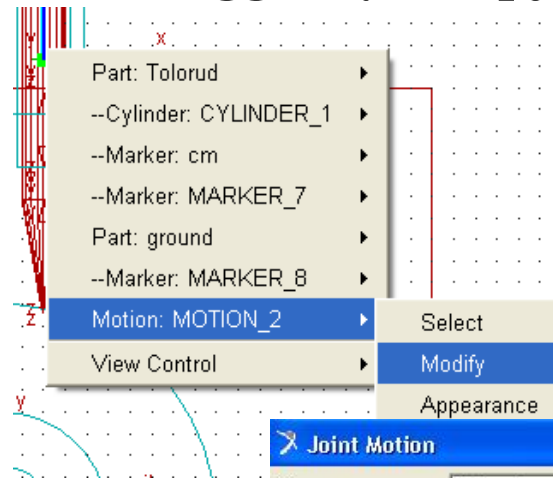 x
Part: Tolorud
--Cylinder: CYLINDER_1
--Marker: cm
--Marker: MARKER_7
Part: ground
--Marker: MARKER_8
Motion: MOTION_2
View Control
Select
Modify
Appearance
z
y
Joint Motion